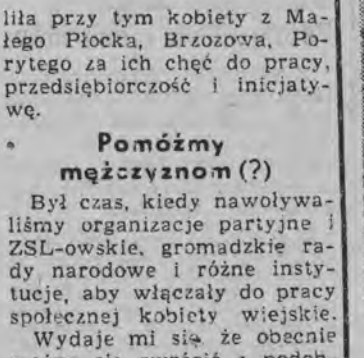 liła przy tym kobiety z Ma-
łego Płocka, Brzozowa, Po-
rytego za ich chęć do pracy,
przedsiębiorczość i inicjaty-
wę.
Pomóżmy
mężczyznom (?)
Był czas, kiedy nawoływa-
liśmy organizacje partyjne i
ZSL-owskie, gromadzkie ra-
dy narodowe i różne insty-
tucje, aby włączały do pracy
społecznej kobiety wiejskie.
Wydaje mi się, że obecnie